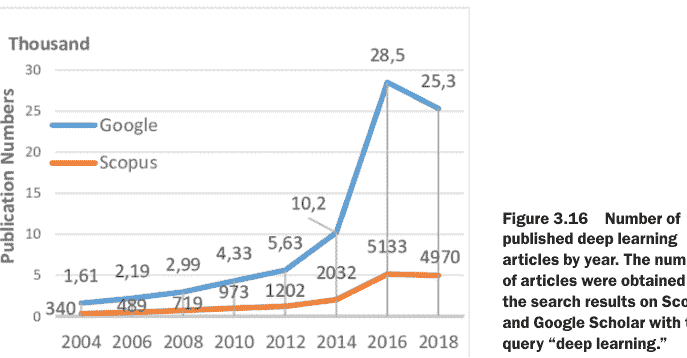 Thousand
30
25
20
15
10
5
0
Publication Numbers
Google
Scopus
1,61
2,19
2,99
4,33
5,63
10,2
28,5
25,3
340
489
719
973
1202
2032
5133
4970
2004 2006 2008 2010 2012 2014 2016 2018
Figure 3.16 Number of
published deep learning
articles by year. The num
of articles were obtained
the search results on Sco
and Google Scholar with
query “deep learning.”